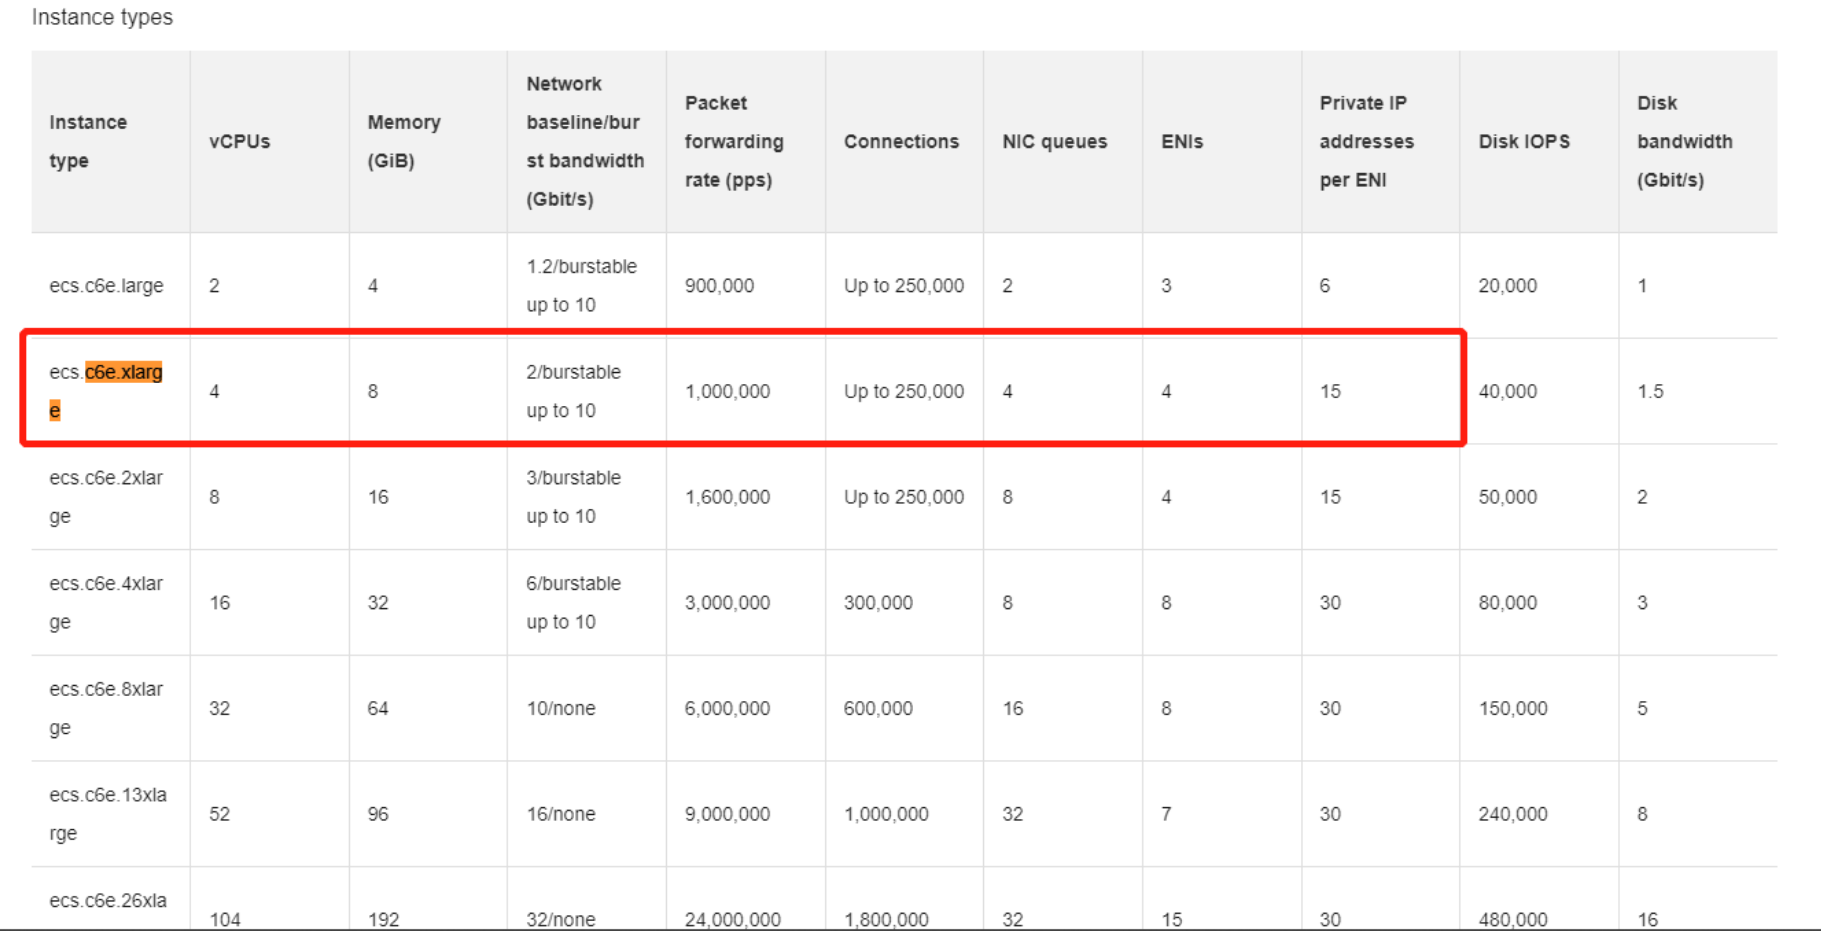 Instance types
Instance type	vCPUs	Memory (GiB)	Network baseline/burst bandwidth (Gbit/s)	Packet forwarding rate (pps)	Connections	NIC queues	ENIs	Private IP addresses per ENI	Disk IOPS	Disk bandwidth (Gbit/s)
ecs.c6e.large	2	4	1.2/burstable up to 10	900,000	Up to 250,000	2	3	6	20,000	1
ecs.c6e.xlarge	4	8	2/burstable up to 10	1,000,000	Up to 250,000	4	4	15	40,000	1.5
ecs.c6e.2xlarge	8	16	3/burstable up to 10	1,600,000	Up to 250,000	8	4	15	50,000	2
ecs.c6e.4xlarge	16	32	6/burstable up to 10	3,000,000	300,000	8	8	30	80,000	3
ecs.c6e.8xlarge	32	64	10/none	6,000,000	600,000	16	8	30	150,000	5
ecs.c6e.13xlarge	52	96	16/none	9,000,000	1,000,000	32	7	30	240,000	8
ecs.c6e.26xla	104	192	32/none	24,000,000	1,800,000	32	15	30	480,000	16